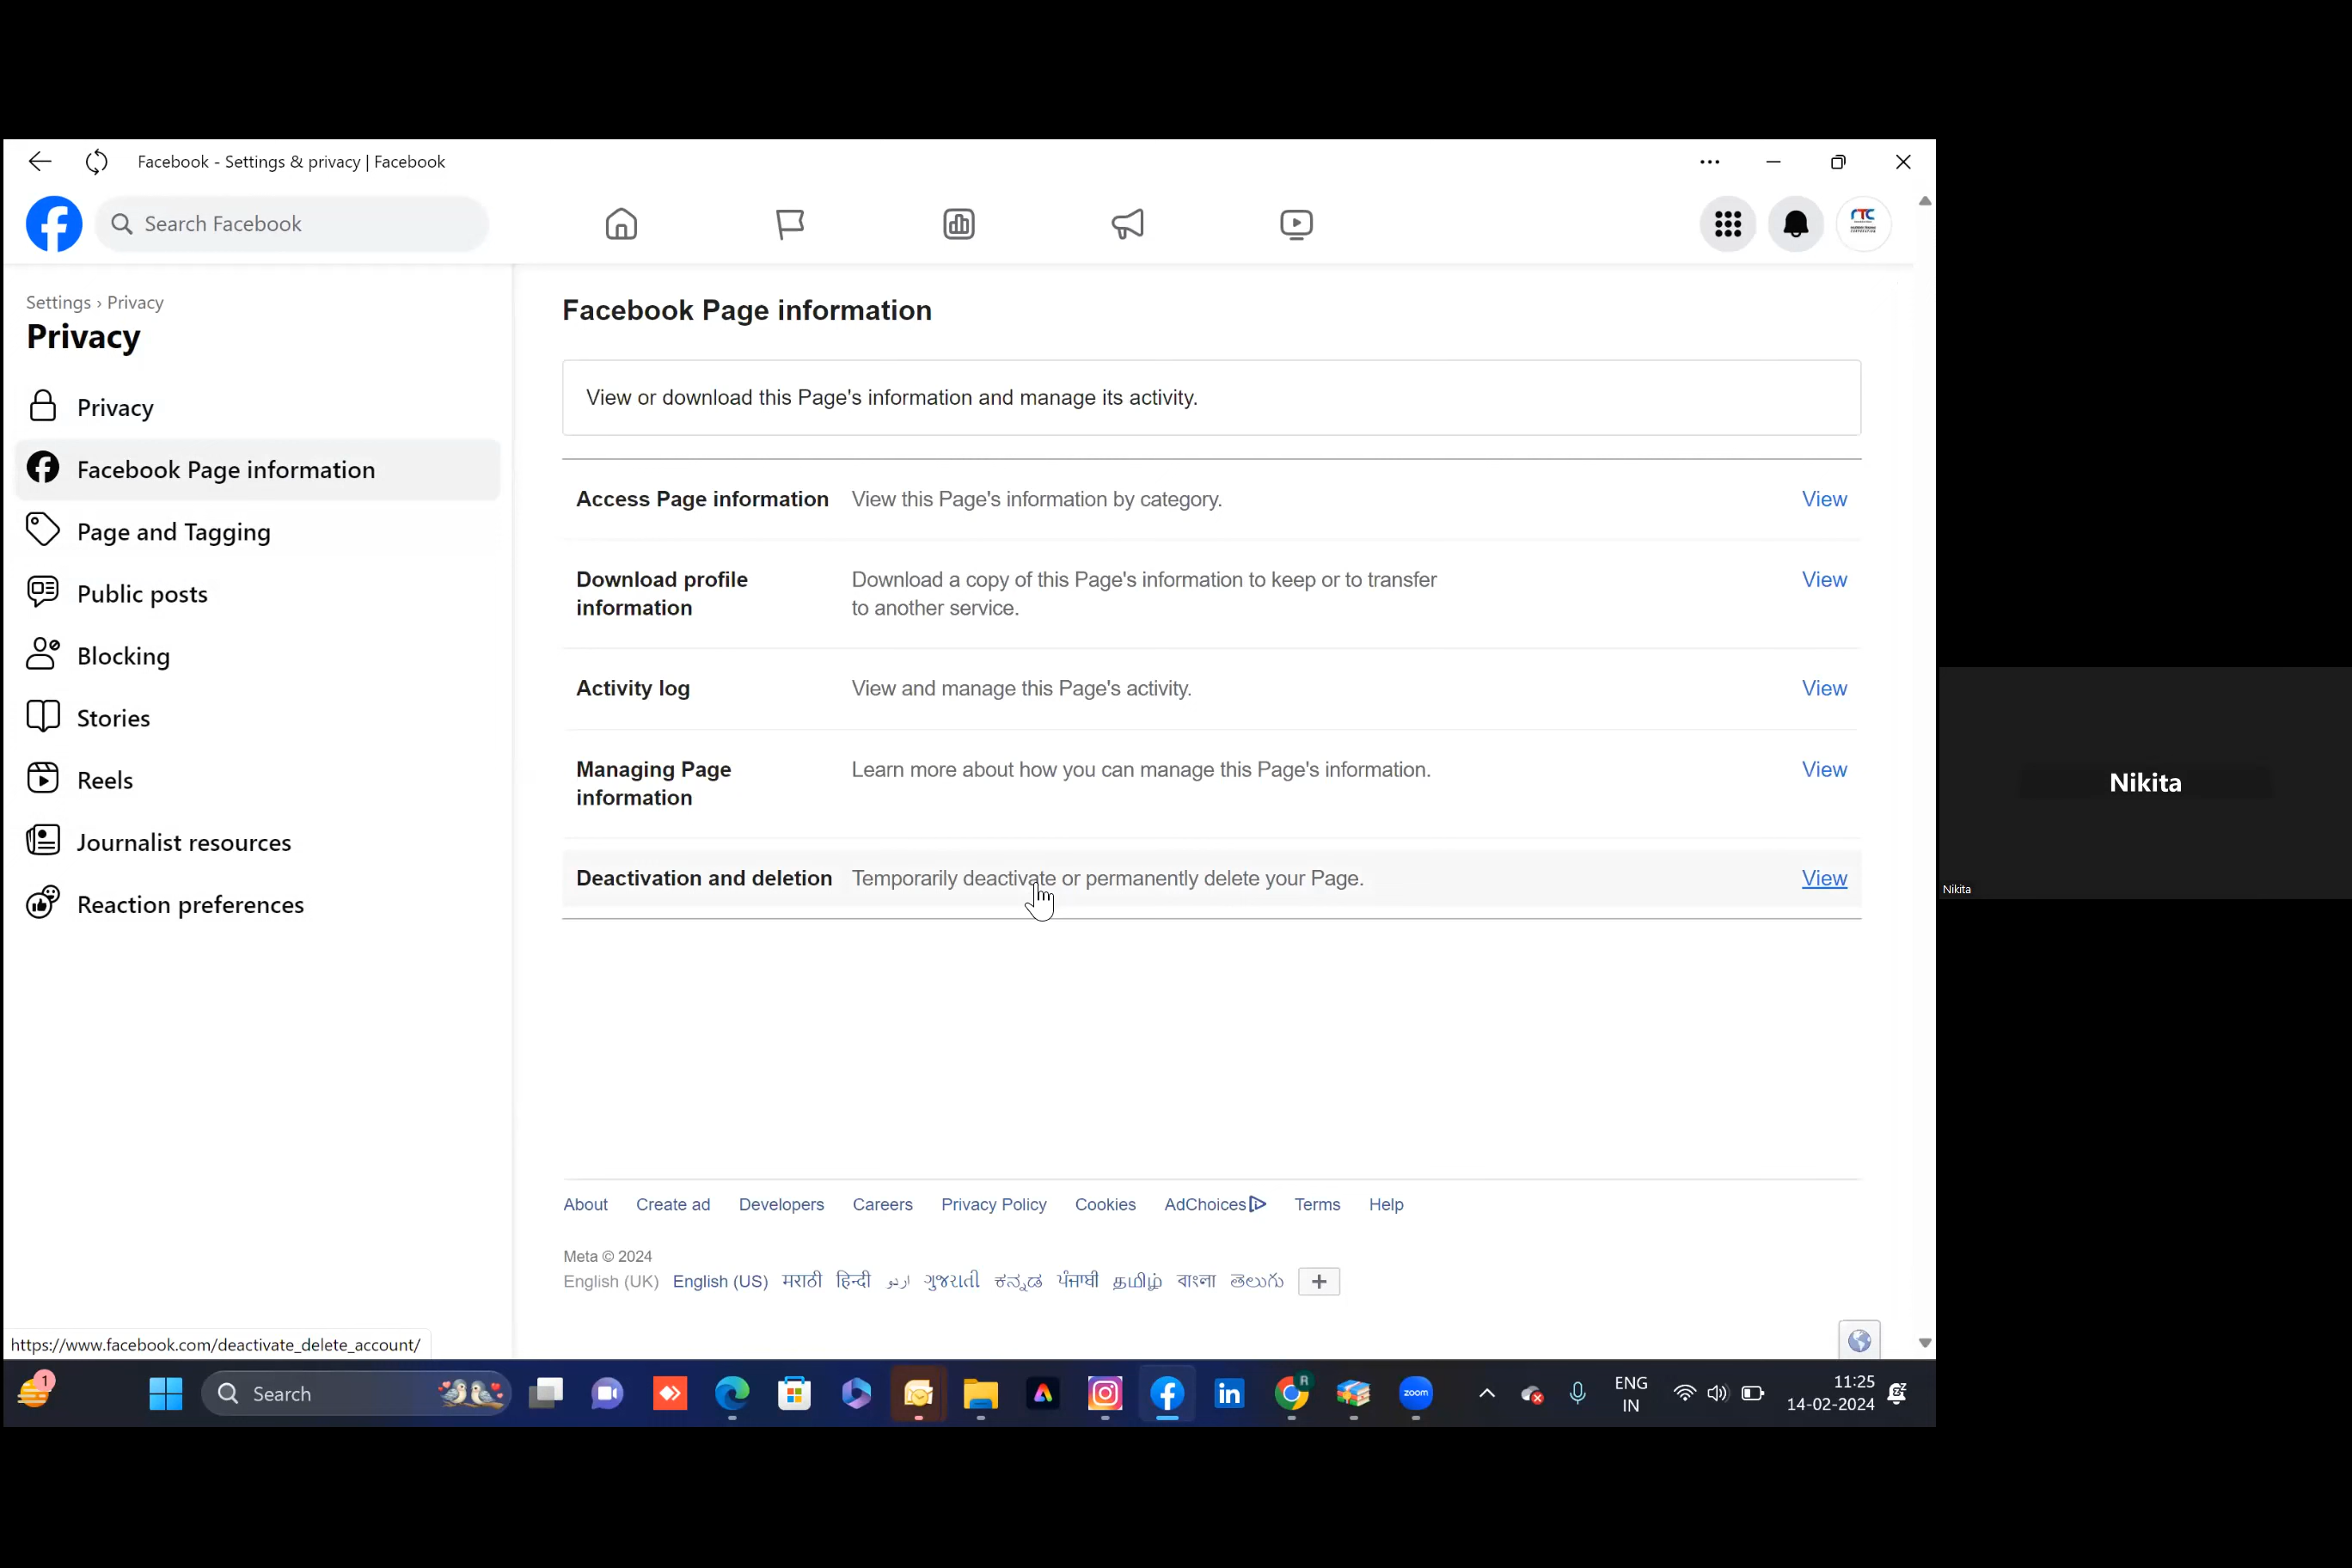 Facebook - Settings & privacy | Facebook
Search Facebook
Settings › Privacy
Privacy
Privacy
Facebook Page information
Page and Tagging
Public posts
Blocking
Stories
Reels
Journalist resources
Reaction preferences
Facebook Page information
View or download this Page's information and manage its activity.
Access Page information View this Page's information by category. View
Download profile information Download a copy of this Page's information to keep or to transfer to another service. View
Activity log View and manage this Page's activity. View
Managing Page information Learn more about how you can manage this Page's information. View
Deactivation and deletion Temporarily deactivate or permanently delete your Page. View
About Create ad Developers Careers Privacy Policy Cookies AdChoices Terms Help
Meta © 2024
English (UK) English (US) मराठी हिन्दी اردو ગુજરાતી ಕನ್ನಡ ਪੰਜਾਬੀ தமிழ் বাংলা తెలుగు +
https://www.facebook.com/deactivate_delete_account/
Nikita
Nikita
1
Search
R
zoom
ENG
IN
11:25
14-02-2024